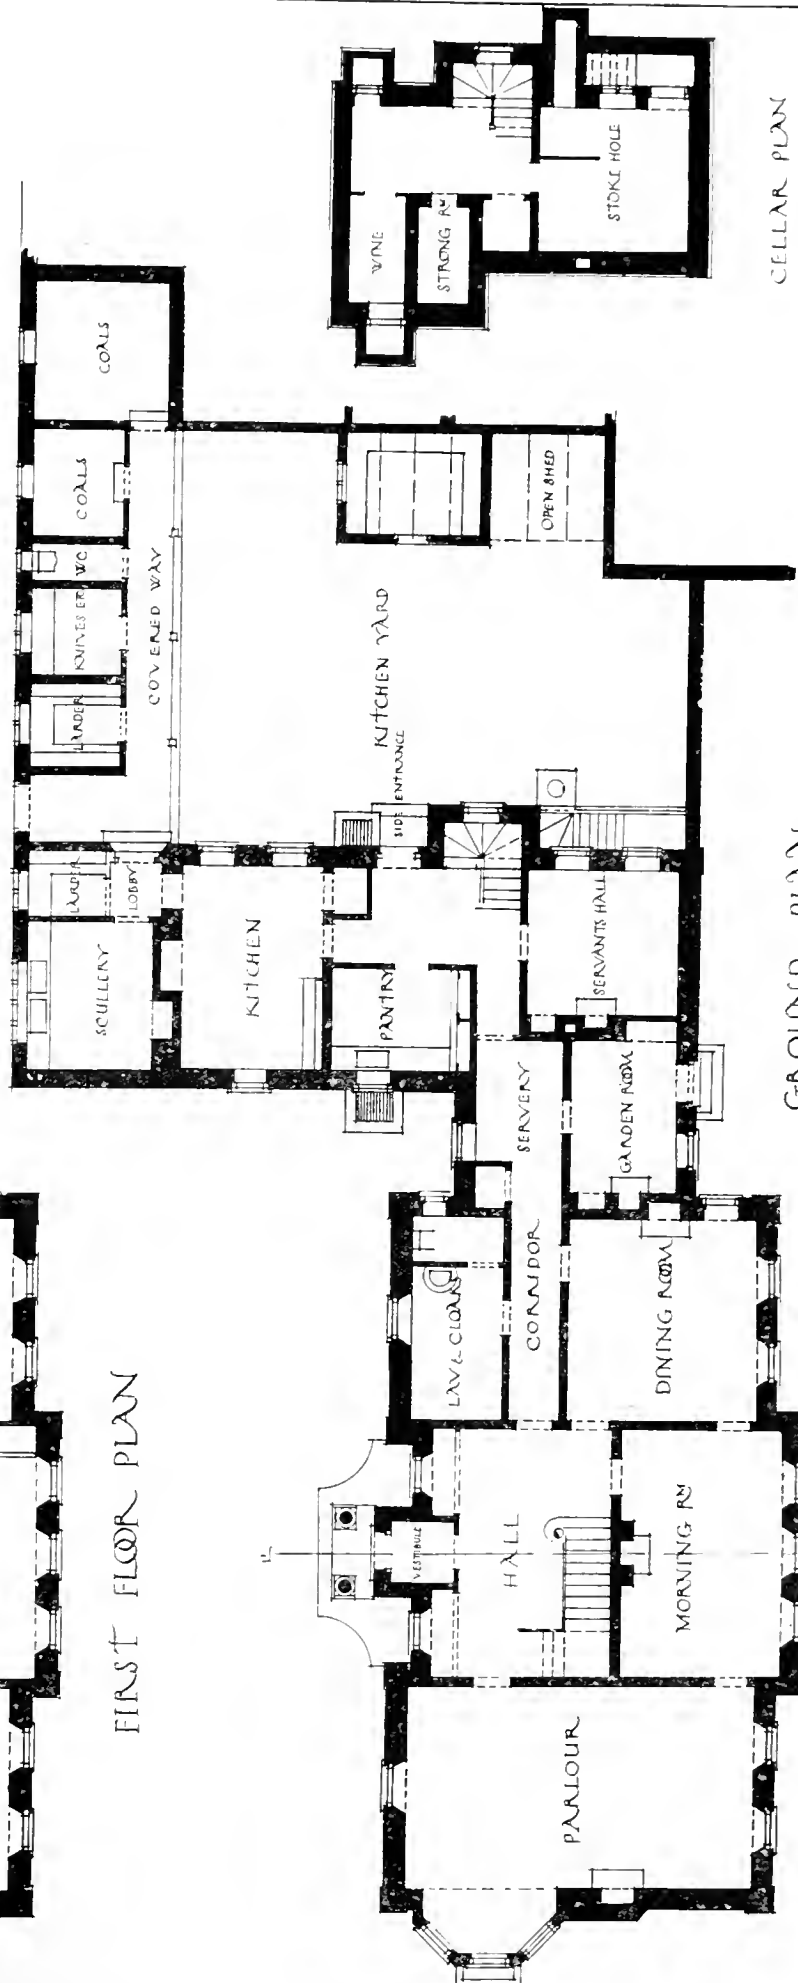 CELLAR PLAN
WINE
STRONG RM
STOKE HOLE
COALS
COALS
WC
KNIVES
LARDER
COVERED WAY
KITCHEN YARD
SIDE ENTRANCE
OPEN SHED
LARDER
LOBBY
SCULLERY
KITCHEN
PANTRY
SERVANTS HALL
SERVERY
GARDEN ROOM
LAV & CLOAKS
CORRIDOR
DINING ROOM
VESTIBULE
HALL
MORNING RM
PARLOUR
GROUND PLAN
FIRST FLOOR PLAN